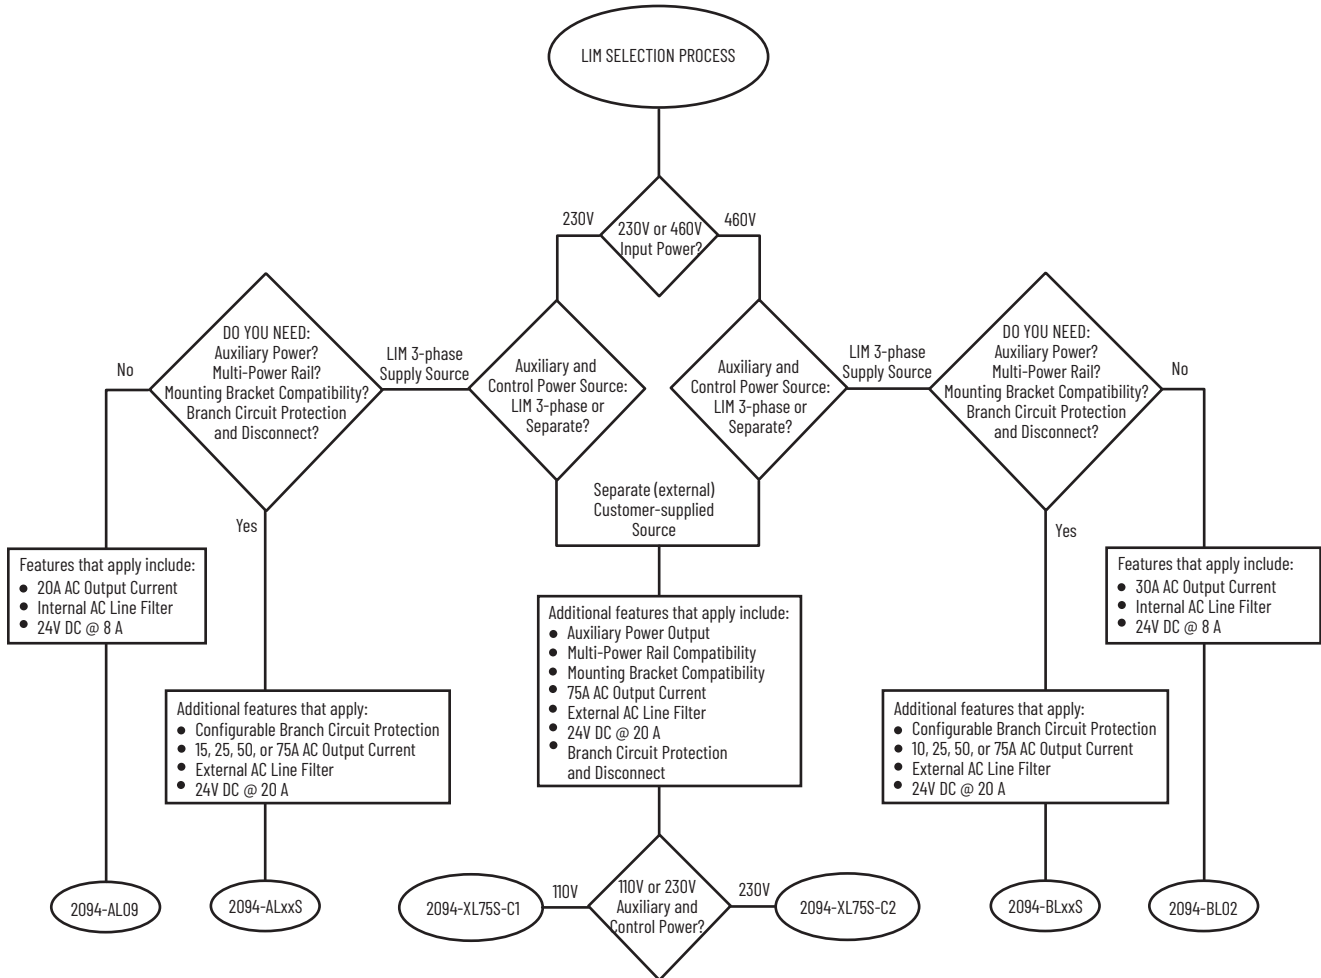 LIM SELECTION PROCESS
230V
230V or 460V
Input Power?
460V
DO YOU NEED:
Auxiliary Power?
Multi-Power Rail?
Mounting Bracket Compatibility?
Branch Circuit Protection
and Disconnect?
No
LIM 3-phase
Supply Source
Auxiliary and
Control Power Source:
LIM 3-phase or
Separate?
Auxiliary and
Control Power Source:
LIM 3-phase or
Separate?
LIM 3-phase
Supply Source
DO YOU NEED:
Auxiliary Power?
Multi-Power Rail?
Mounting Bracket Compatibility?
Branch Circuit Protection
and Disconnect?
No
Separate (external)
Customer-supplied
Source
Yes
Yes
Features that apply include:
● 20A AC Output Current
● Internal AC Line Filter
● 24V DC @ 8 A
Features that apply include:
● 30A AC Output Current
● Internal AC Line Filter
● 24V DC @ 8 A
Additional features that apply include:
● Auxiliary Power Output
● Multi-Power Rail Compatibility
● Mounting Bracket Compatibility
● 75A AC Output Current
● External AC Line Filter
● 24V DC @ 20 A
● Branch Circuit Protection
and Disconnect
Additional features that apply:
● Configurable Branch Circuit Protection
● 15, 25, 50, or 75A AC Output Current
● External AC Line Filter
● 24V DC @ 20 A
Additional features that apply:
● Configurable Branch Circuit Protection
● 10, 25, 50, or 75A AC Output Current
● External AC Line Filter
● 24V DC @ 20 A
2094-AL09
2094-ALxxS
2094-XL75S-C1
110V
110V or 230V
Auxiliary and
Control Power?
230V
2094-XL75S-C2
2094-BLxxS
2094-BL02